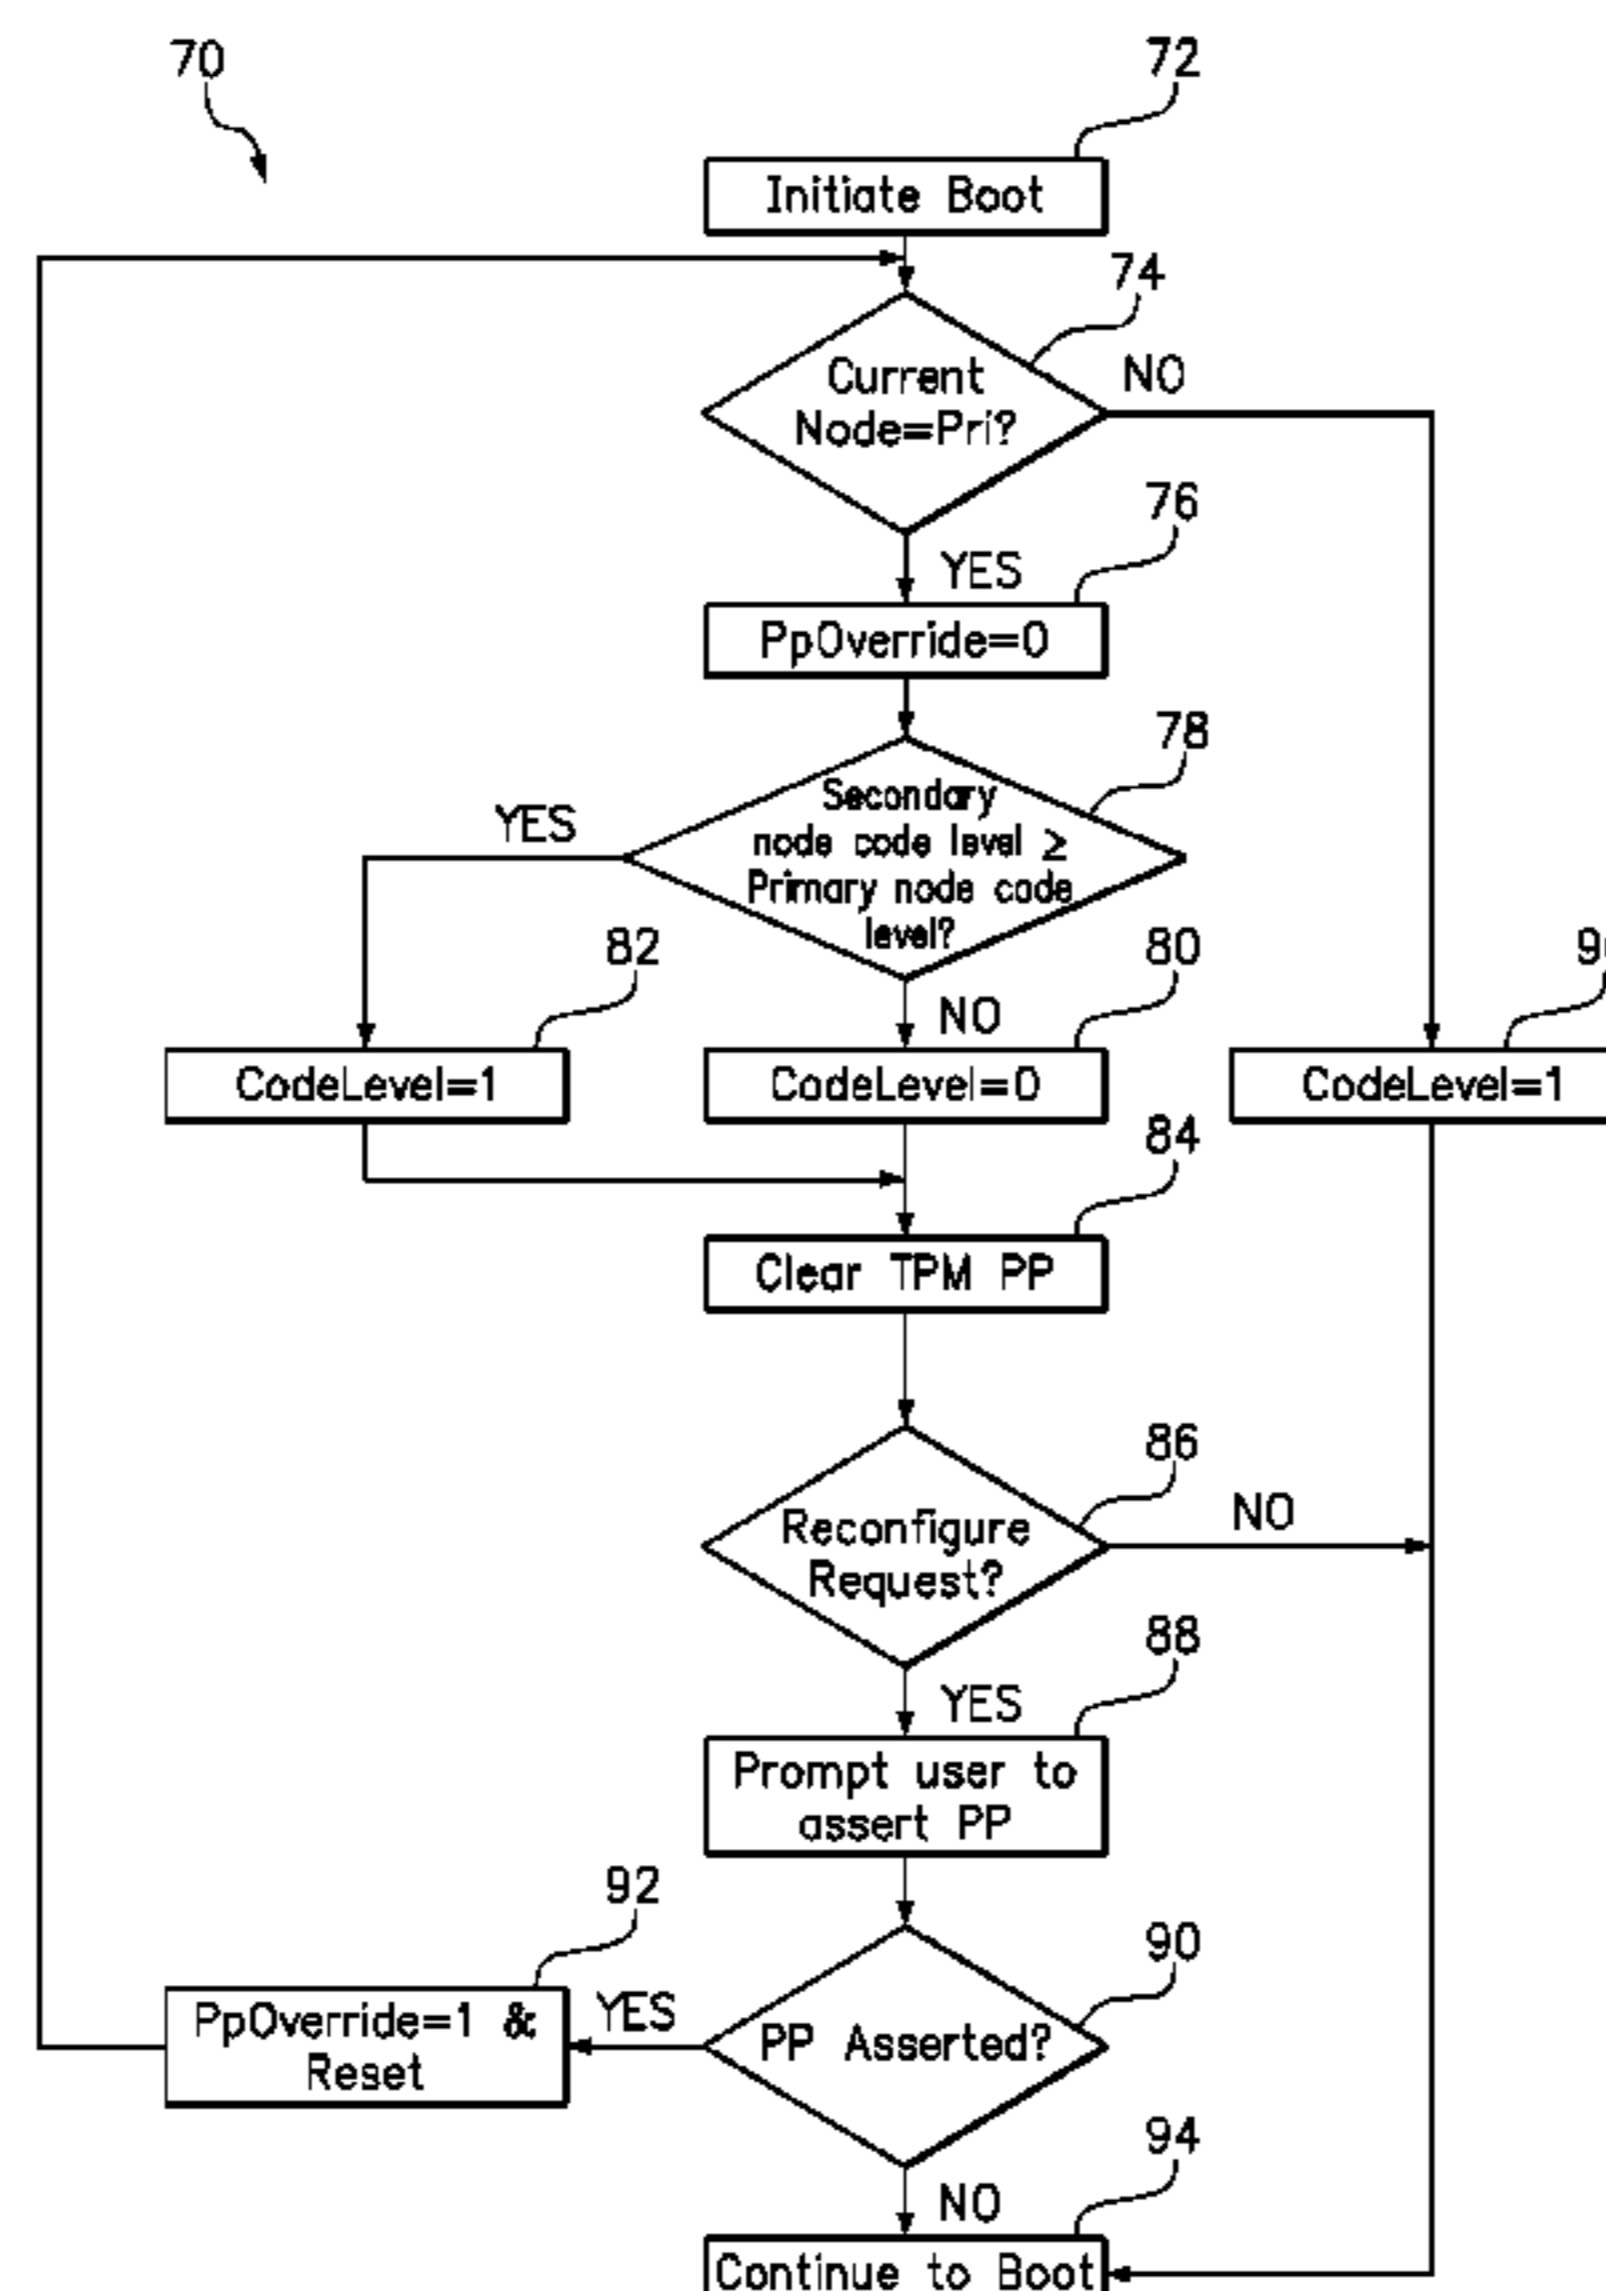 70
72
Initiate Boot
74
Current
Node=Pri?
NO
76
YES
PpOverride=0
78
Secondary
node code level ≥
Primary node code
level?
YES
82
80
NO
CodeLevel=1
CodeLevel=0
CodeLevel=1
84
Clear TPM PP
86
Reconfigure
Request?
NO
88
YES
Prompt user to
assert PP
92
90
PpOverride=1 &
Reset
YES
PP Asserted?
94
NO
Continue to Boot